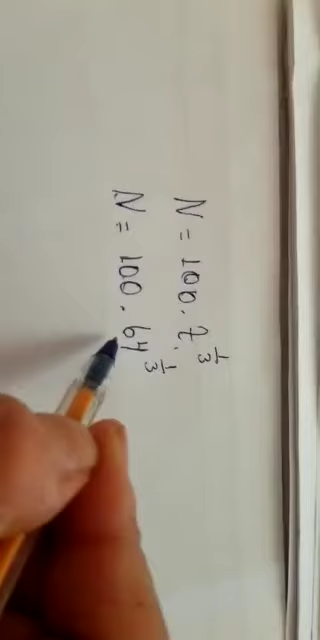 N = 100 . z^1/3
N = 100 . 64^1/3